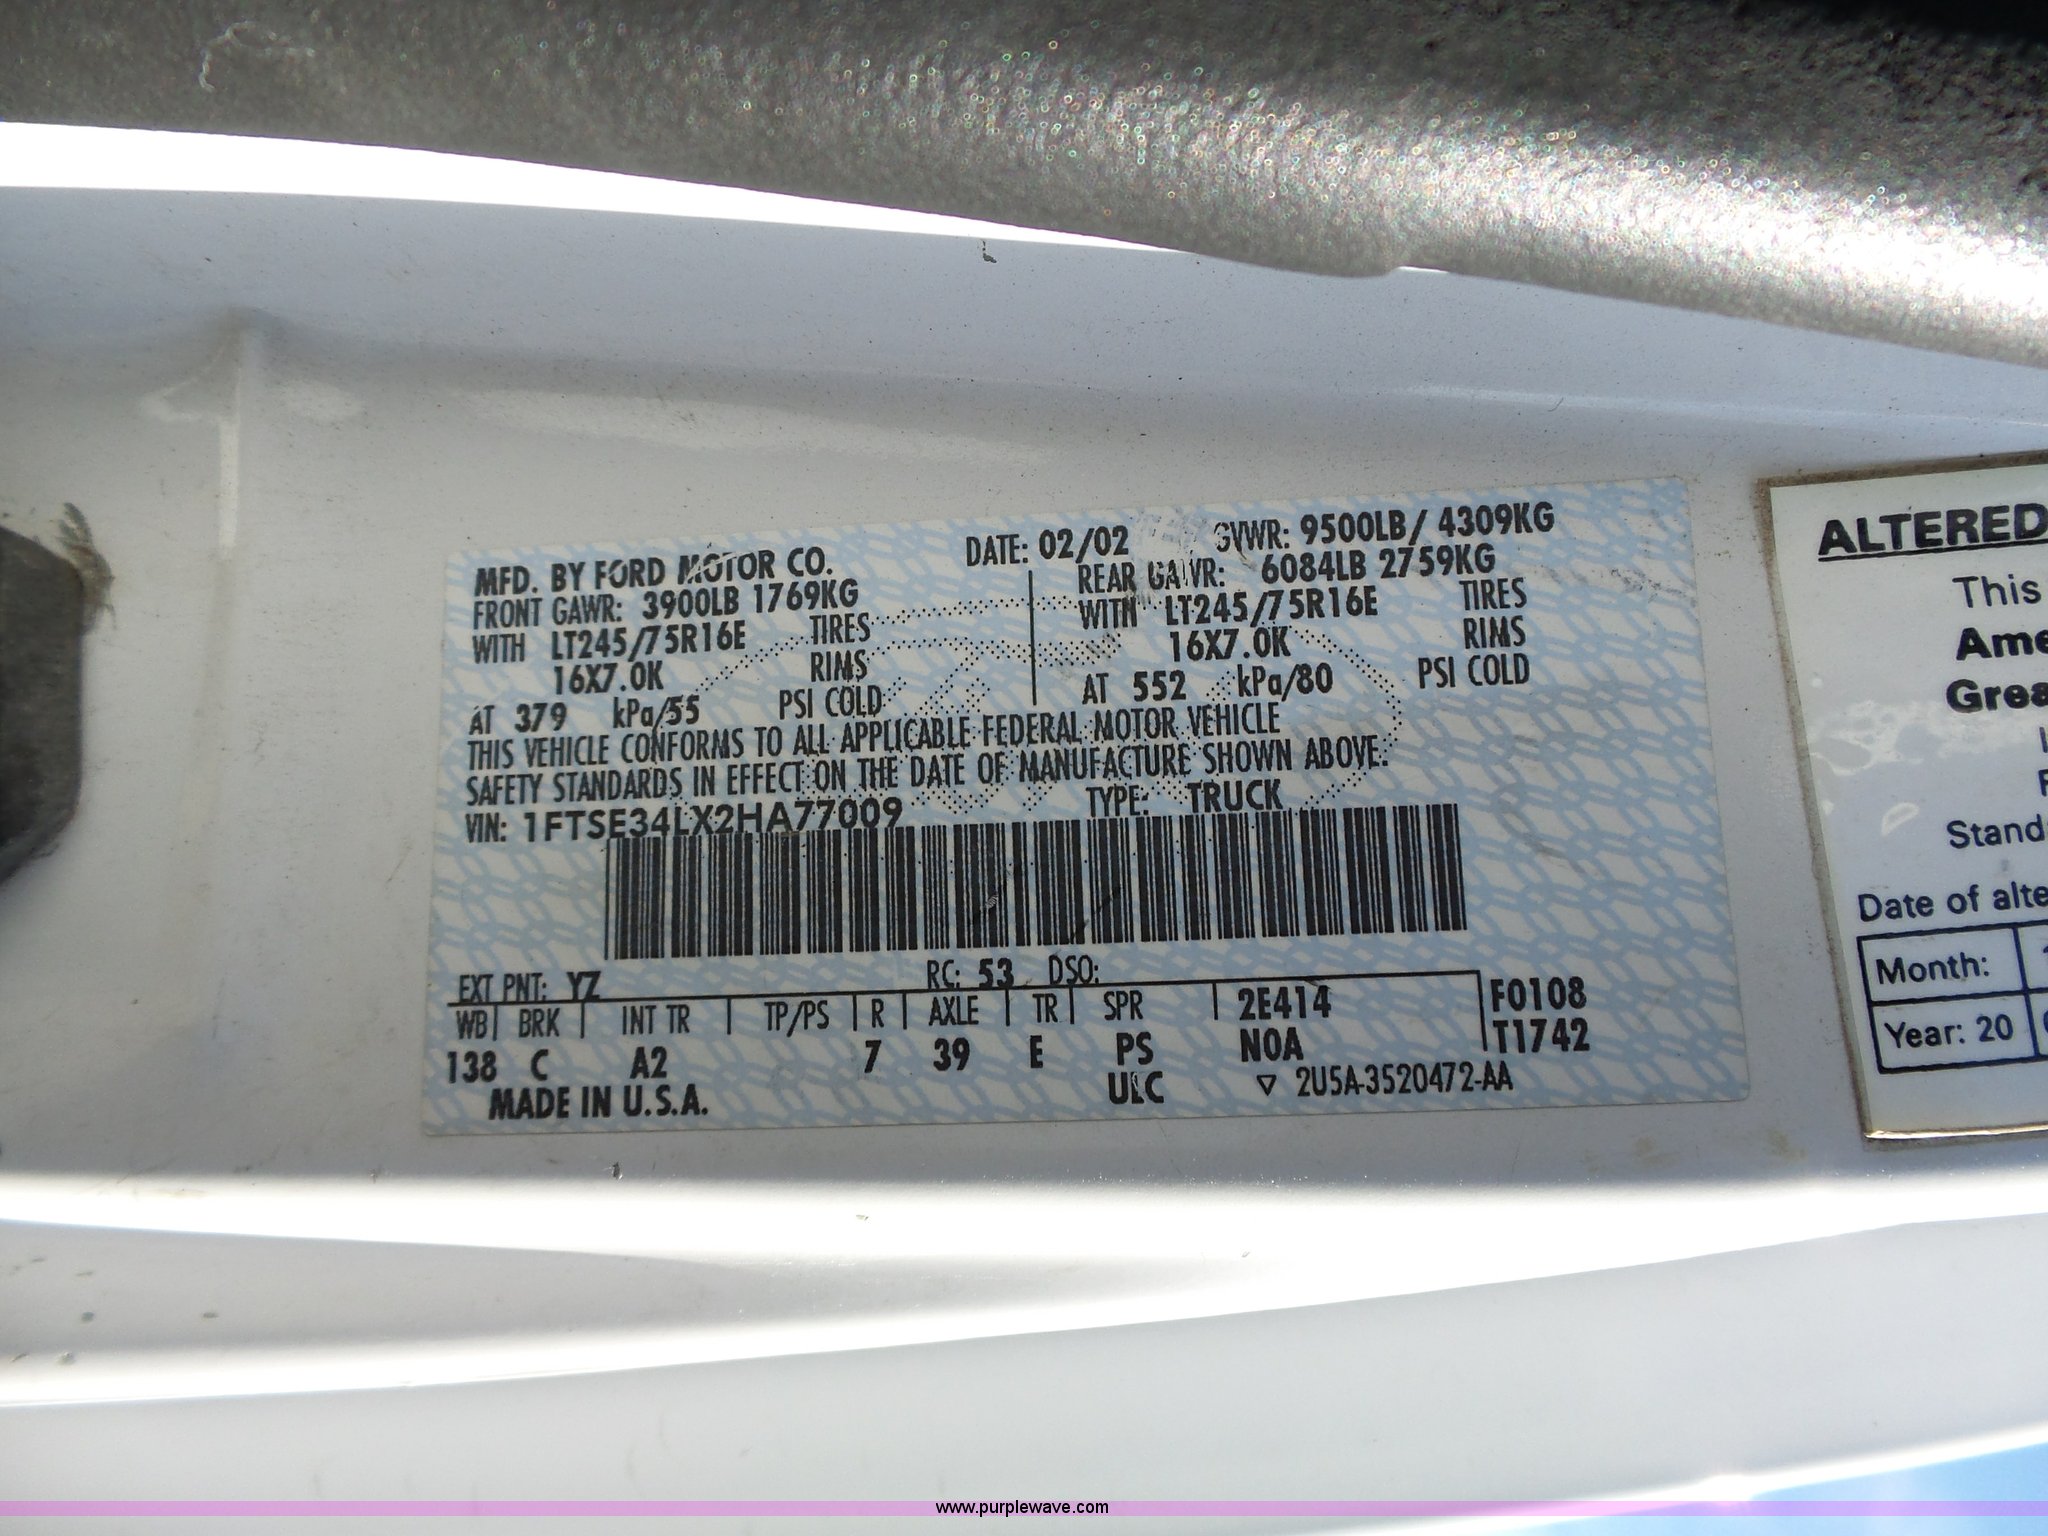 MFD. BY FORD MOTOR CO.
DATE: 02/02
GVWR: 9500LB/ 4309KG
FRONT GAWR: 3900LB 1769KG
REAR GAWR: 6084LB 2759KG
WITH LT245/75R16E TIRES
WITH LT245/75R16E TIRES
16X7.0K RIMS
16X7.0K RIMS
AT 379 kPa/55 PSI COLD
AT 552 kPa/80 PSI COLD
THIS VEHICLE CONFORMS TO ALL APPLICABLE FEDERAL MOTOR VEHICLE
SAFETY STANDARDS IN EFFECT ON THE DATE OF MANUFACTURE SHOWN ABOVE.
VIN: 1FTSE34LX2HA77009
TYPE: TRUCK
EXT PNT: YZ RC: 53 DSO:
WB BRK INT TR TP/PS R AXLE TR SPR 2E414 F0108
138 C A2 7 39 E PS N0A T1742
MADE IN U.S.A. ULC ▽ 2U5A-3520472-AA
ALTERED
This
Ame
Grea
Stand
Date of alte
Month:
Year: 20
www.purplewave.com